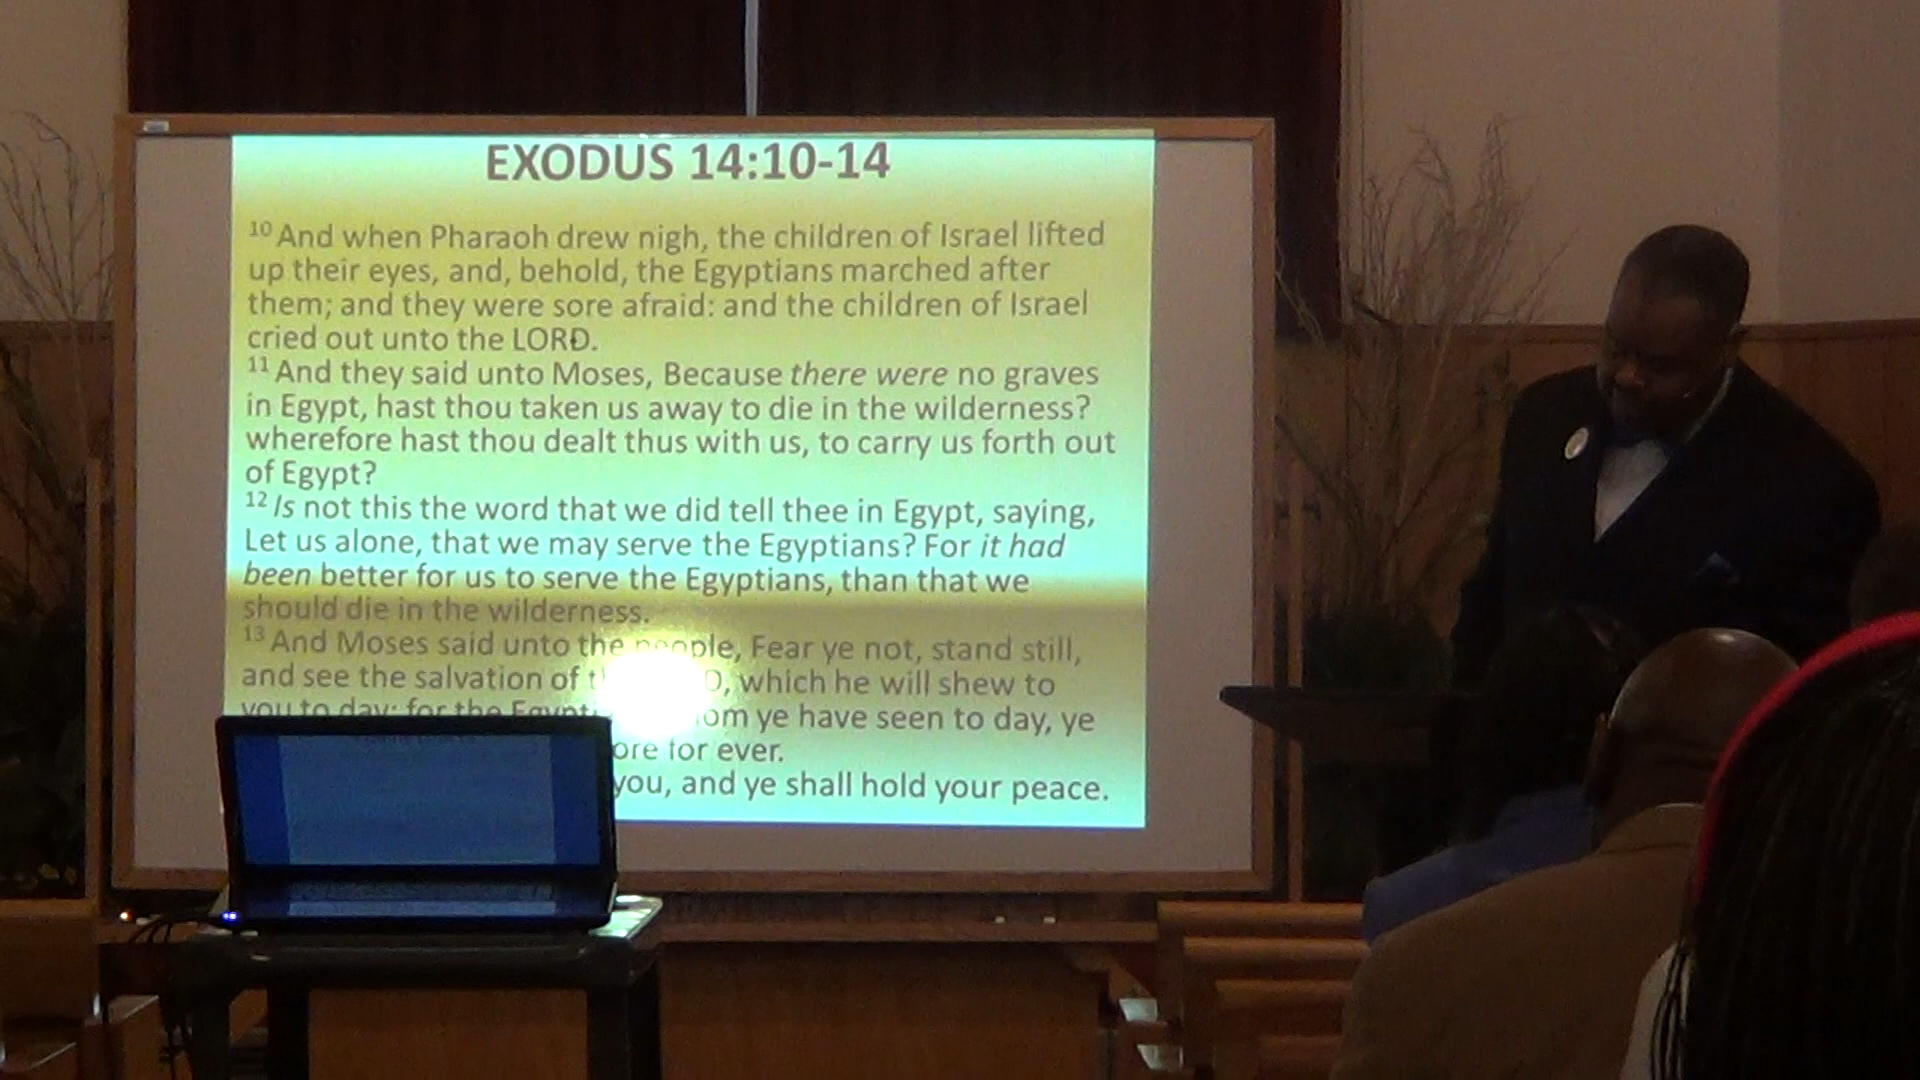 EXODUS 14:10-14
10 And when Pharaoh drew nigh, the children of Israel lifted
up their eyes, and, behold, the Egyptians marched after
them; and they were sore afraid: and the children of Israel
cried out unto the LORD.
11 And they said unto Moses, Because there were no graves
in Egypt, hast thou taken us away to die in the wilderness?
wherefore hast thou dealt thus with us, to carry us forth out
of Egypt?
12 Is not this the word that we did tell thee in Egypt, saying,
Let us alone, that we may serve the Egyptians? For it had
been better for us to serve the Egyptians, than that we
should die in the wilderness.
13 And Moses said unto the people, Fear ye not, stand still,
and see the salvation of which he will shew to
you to day: for the ye have seen to day, ye
for ever.
you, and ye shall hold your peace.